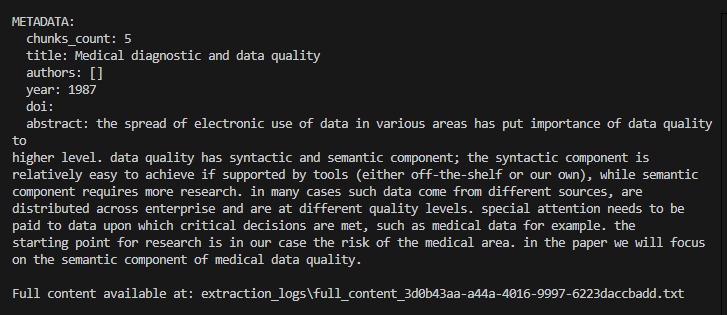 METADATA:
chunks_count: 5
title: Medical diagnostic and data quality
authors: []
year: 1987
doi:
abstract: the spread of electronic use of data in various areas has put importance of data quality
to
higher level. data quality has syntactic and semantic component; the syntactic component is
relatively easy to achieve if supported by tools (either off-the-shelf or our own), while semantic
component requires more research. in many cases such data come from different sources, are
distributed across enterprise and are at different quality levels. special attention needs to be
paid to data upon which critical decisions are met, such as medical data for example. the
starting point for research is in our case the risk of the medical area. in the paper we will focus
on the semantic component of medical data quality.
Full content available at: extraction_logs\full_content_3d0b43aa-a44a-4016-9997-6223daccbadd.txt